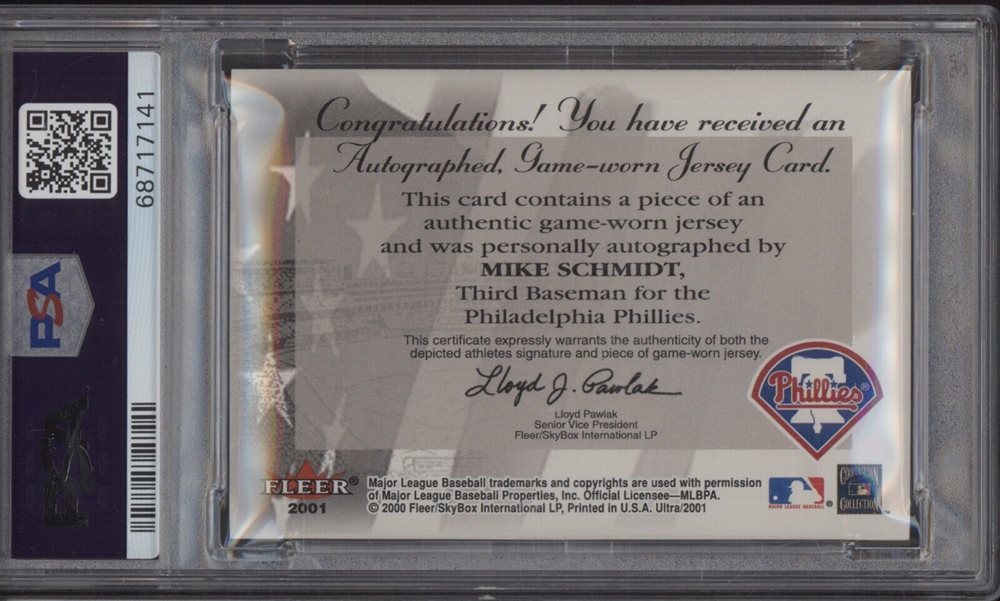 68717141
PSA
Congratulations! You have received an
Autographed, Game-worn Jersey Card.
This card contains a piece of an
authentic game-worn jersey
and was personally autographed by
MIKE SCHMIDT,
Third Baseman for the
Philadelphia Phillies.
This certificate expressly warrants the authenticity of both the
depicted athletes signature and piece of game-worn jersey.
Lloyd J. Pawlak
Lloyd Pawlak
Senior Vice President
Fleer/SkyBox International LP
Phillies®
FLEER®
2001
Major League Baseball trademarks and copyrights are used with permission
of Major League Baseball Properties, Inc. Official Licensee—MLBPA.
© 2000 Fleer/SkyBox International LP, Printed in U.S.A. Ultra/2001
MAJOR LEAGUE BASEBALL ®
COOPERSTOWN
COLLECTION